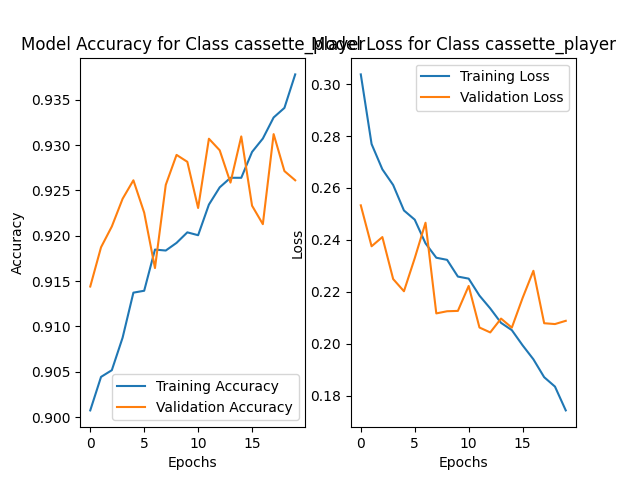 Model Accuracy for Class cassette_player
Model Loss for Class cassette_player
Accuracy
0.935
0.930
0.925
0.920
0.915
0.910
0.905
0.900
0
5
10
15
Epochs
Training Accuracy
Validation Accuracy
Loss
0.30
0.28
0.26
0.24
0.22
0.20
0.18
0
5
10
15
Epochs
Training Loss
Validation Loss